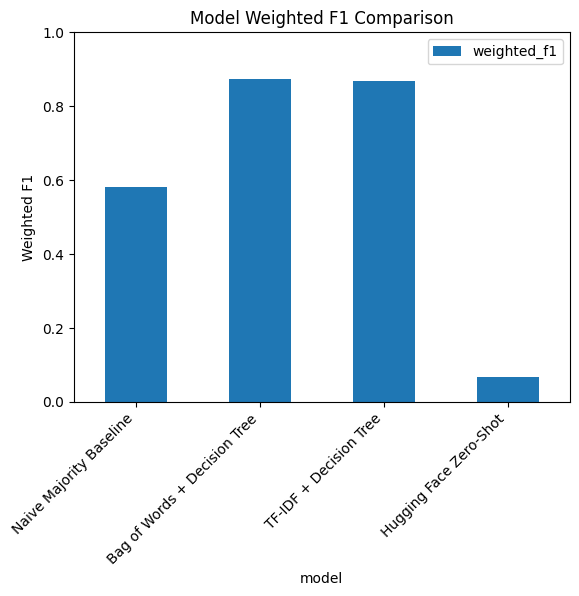 Model Weighted F1 Comparison
weighted_f1
Weighted F1
1.0
0.8
0.6
0.4
0.2
0.0
Naive Majority Baseline
Bag of Words + Decision Tree
TF-IDF + Decision Tree
Hugging Face Zero-Shot
model